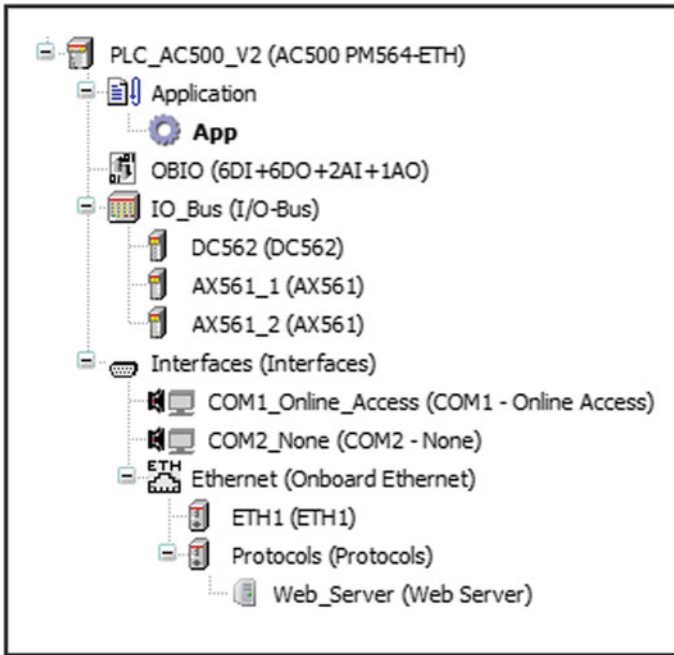 PLC_AC500_V2 (AC500 PM564-ETH)
Application
App
OBIO (6DI+6DO+2AI+1AO)
IO_Bus (I/O-Bus)
DC562 (DC562)
AX561_1 (AX561)
AX561_2 (AX561)
Interfaces (Interfaces)
COM1_Online_Access (COM1 - Online Access)
COM2_None (COM2 - None)
ETH
Ethernet (Onboard Ethernet)
ETH1 (ETH1)
Protocols (Protocols)
Web_Server (Web Server)